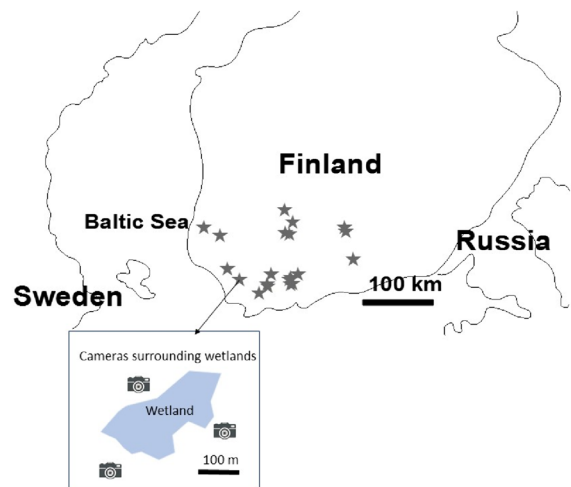 Finland
Baltic Sea
Russia
Sweden
100 km
Cameras surrounding wetlands
Wetland
100 m